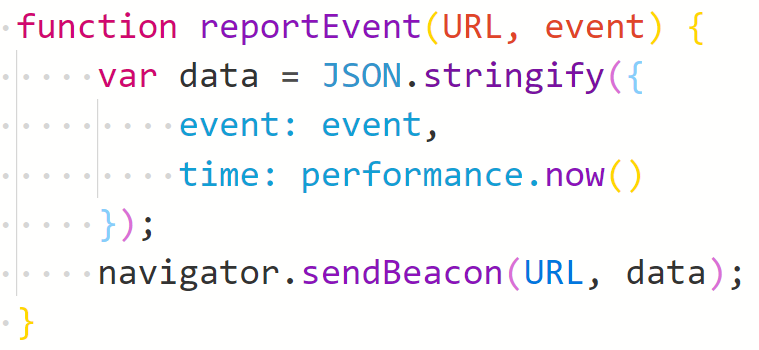 function reportEvent(URL, event) {
     var data = JSON.stringify({
          event: event,
          time: performance.now()
     });
     navigator.sendBeacon(URL, data);
}